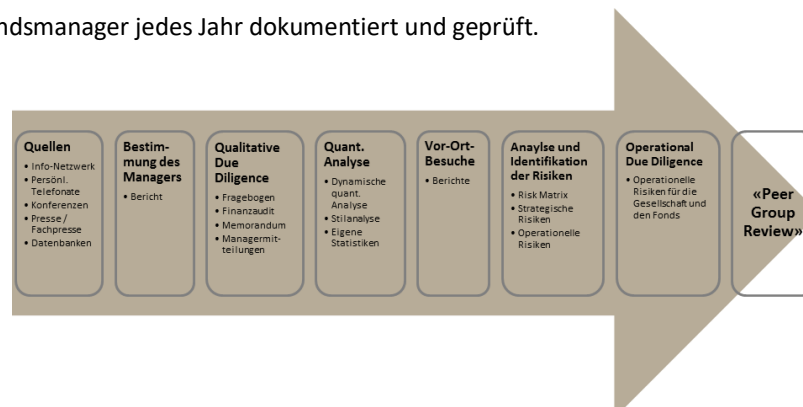 ndsmanager jedes Jahr dokumentiert und geprüft.
Quellen
• Info-Netzwerk
• Persönl.
Telefonate
• Konferenzen
• Presse /
Fachpresse
• Datenbanken
Bestim-
mung des
Managers
• Bericht
Qualitative
Due
Diligence
• Fragebogen
• Finanzaudit
• Memorandum
• Managermit-
teilungen
Quant.
Analyse
• Dynamische
quant.
Analyse
• Stilanalyse
• Eigene
Statistiken
Vor-Ort-
Besuche
• Berichte
Anaylse und
Identifikation
der Risiken
• Risk Matrix
• Strategische
Risiken
• Operationelle
Risiken
Operational
Due Diligence
• Operationelle
Risiken für die
Gesellschaft und
den Fonds
«Peer
Group
Review»